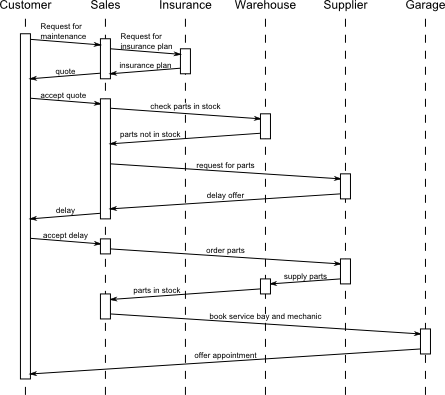 Customer Sales Insurance Warehouse Supplier Garage
Request for
maintenance
Request for
insurance plan
insurance plan
quote
accept quote
check parts in stock
parts not in stock
request for parts
delay offer
delay
accept delay
order parts
supply parts
parts in stock
book service bay and mechanic
offer appointment